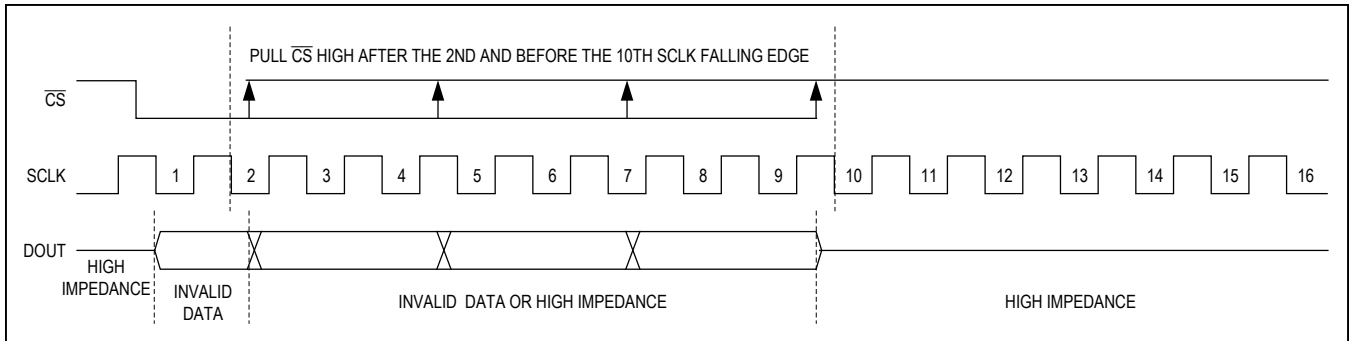 PULL CS HIGH AFTER THE 2ND AND BEFORE THE 10TH SCLK FALLING EDGE
CS
SCLK 1 2 3 4 5 6 7 8 9 10 11 12 13 14 15 16
DOUT
HIGH
IMPEDANCE
INVALID
DATA
INVALID DATA OR HIGH IMPEDANCE
HIGH IMPEDANCE